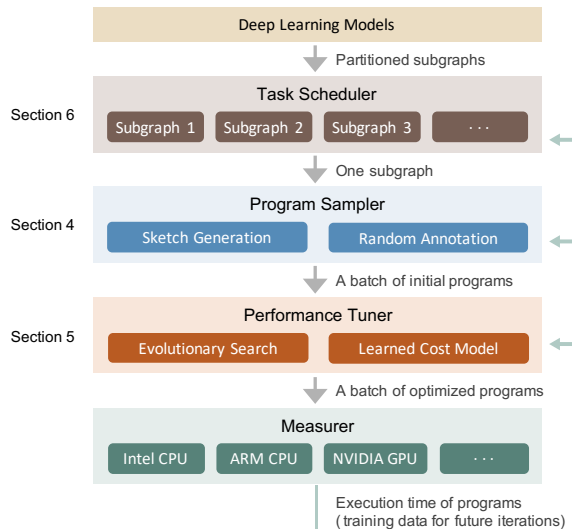 Deep Learning Models
Partitioned subgraphs
Task Scheduler
Section 6
Subgraph 1 Subgraph 2 Subgraph 3 · · ·
One subgraph
Program Sampler
Section 4
Sketch Generation Random Annotation
A batch of initial programs
Performance Tuner
Section 5
Evolutionary Search Learned Cost Model
A batch of optimized programs
Measurer
Intel CPU ARM CPU NVIDIA GPU · · ·
Execution time of programs
(training data for future iterations)